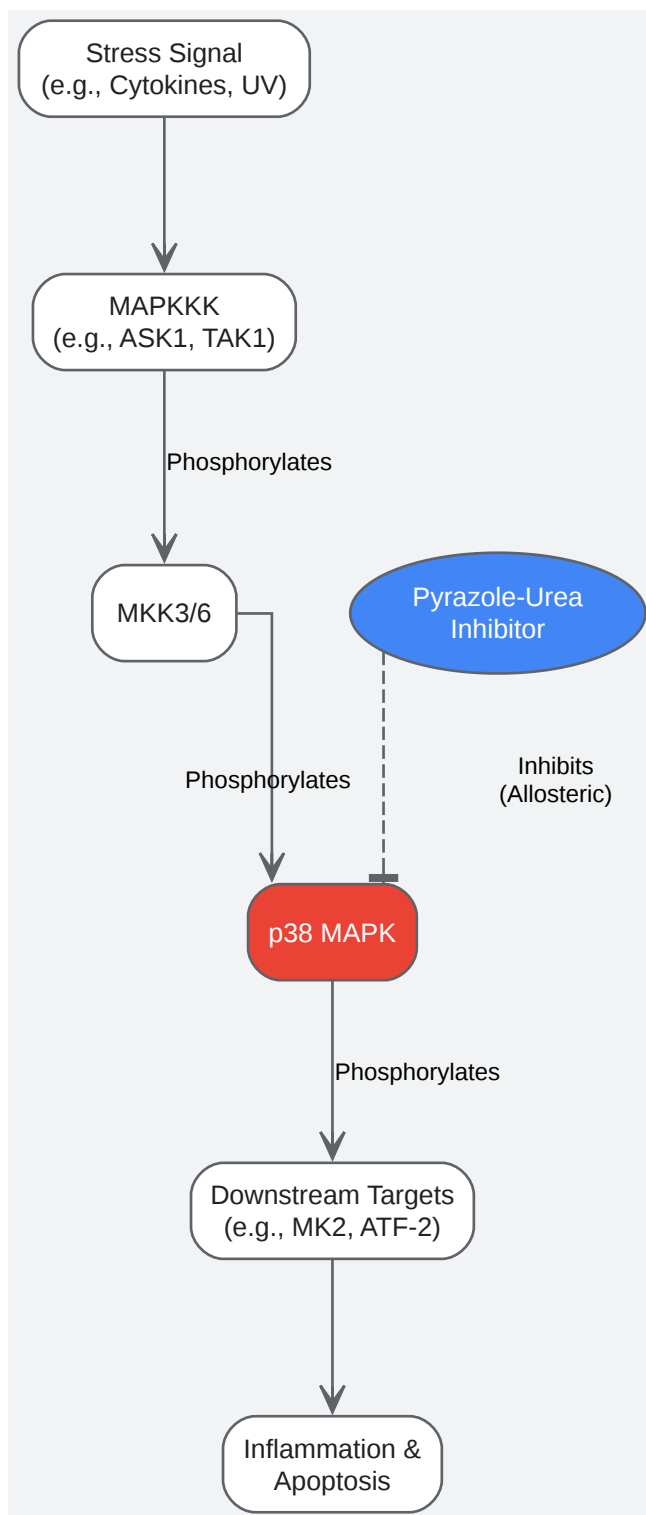 Stress Signal
(e.g., Cytokines, UV)
MAPKKK
(e.g., ASK1, TAK1)
Phosphorylates
MKK3/6
Pyrazole-Urea
Inhibitor
Inhibits
(Allosteric)
Phosphorylates
p38 MAPK
Phosphorylates
Downstream Targets
(e.g., MK2, ATF-2)
Inflammation &
Apoptosis